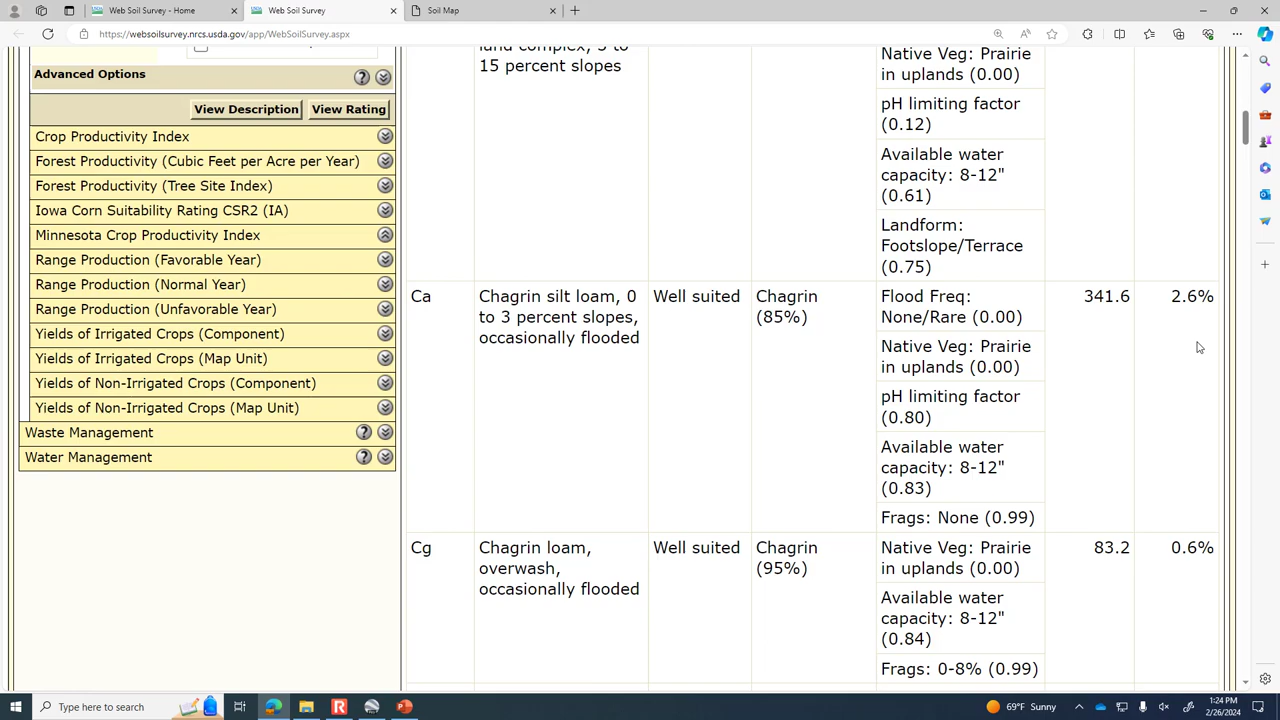 Web Soil Survey - Home
Web Soil Survey
Soil Map
https://websoilsurvey.nrcs.usda.gov/app/WebSoilSurvey.aspx
Advanced Options
View Description
View Rating
Crop Productivity Index
Forest Productivity (Cubic Feet per Acre per Year)
Forest Productivity (Tree Site Index)
Iowa Corn Suitability Rating CSR2 (IA)
Minnesota Crop Productivity Index
Range Production (Favorable Year)
Range Production (Normal Year)
Range Production (Unfavorable Year)
Yields of Irrigated Crops (Component)
Yields of Irrigated Crops (Map Unit)
Yields of Non-Irrigated Crops (Component)
Yields of Non-Irrigated Crops (Map Unit)
Waste Management
Water Management
land complex, 3 to
15 percent slopes
Native Veg: Prairie
in uplands (0.00)
pH limiting factor
(0.12)
Available water
capacity: 8-12"
(0.61)
Landform:
Footslope/Terrace
(0.75)
Ca
Chagrin silt loam, 0
to 3 percent slopes,
occasionally flooded
Well suited
Chagrin
(85%)
Flood Freq:
None/Rare (0.00)
Native Veg: Prairie
in uplands (0.00)
pH limiting factor
(0.80)
Available water
capacity: 8-12"
(0.83)
Frags: None (0.99)
341.6
2.6%
Cg
Chagrin loam,
overwash,
occasionally flooded
Well suited
Chagrin
(95%)
Native Veg: Prairie
in uplands (0.00)
Available water
capacity: 8-12"
(0.84)
Frags: 0-8% (0.99)
83.2
0.6%
Type here to search
69°F Sunny
1:24 PM
2/26/2024